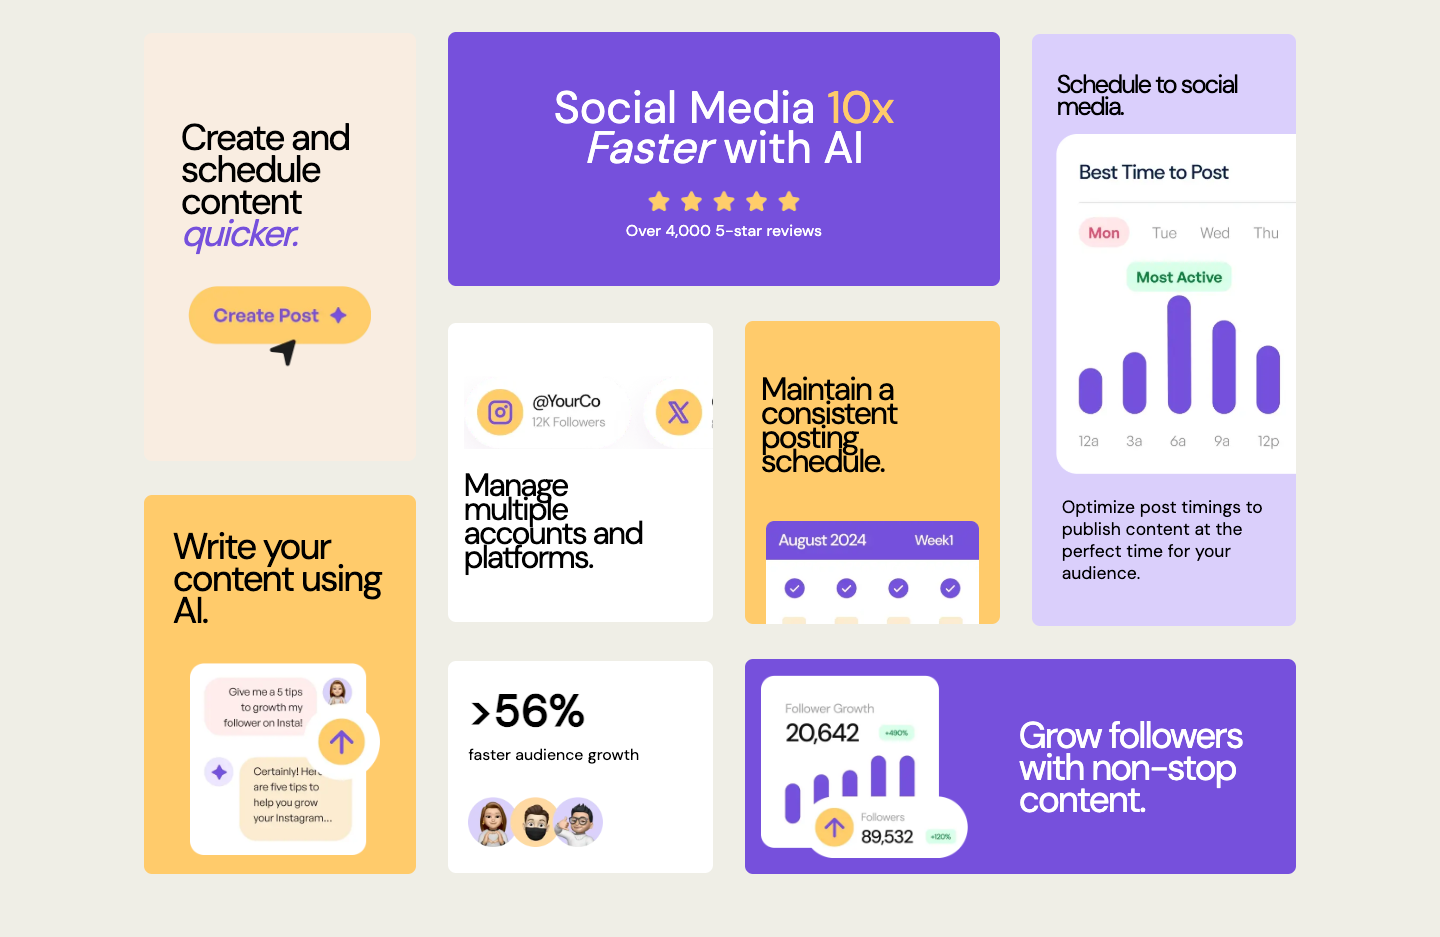 Create and
schedule
content
quicker.
Create Post
Social Media 10x
Faster with AI
Over 4,000 5-star reviews
Schedule to social
media.
Best Time to Post
Mon Tue Wed Thu
Most Active
12a 3a 6a 9a 12p
Optimize post timings to
publish content at the
perfect time for your
audience.
@YourCo
12K Followers
Manage
multiple
accounts and
platforms.
Maintain a
consistent
posting
schedule.
August 2024 Week1
Write your
content using
AI.
Give me a 5 tips
to growth my
follower on Insta!
Certainly! Here
are five tips to
help you grow
your Instagram...
>56%
faster audience growth
Follower Growth
20,642 +490%
Followers
89,532 +120%
Grow followers
with non-stop
content.